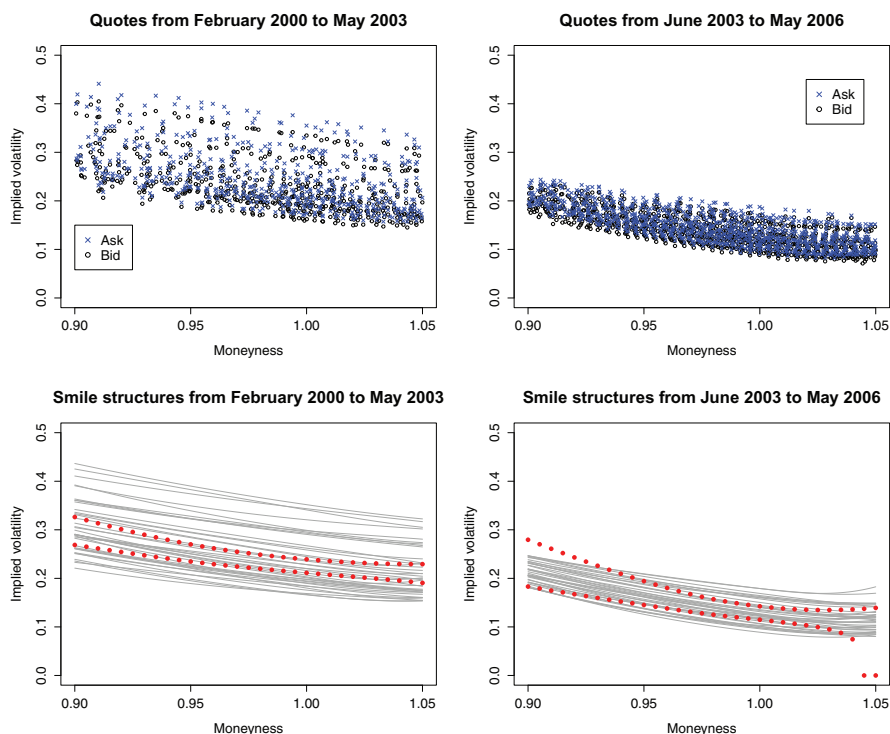 Quotes from February 2000 to May 2003
Implied volatility
0.5
0.4
0.3
0.2
0.1
0.0
Ask
Bid
0.90
0.95
1.00
1.05
Moneyness
Quotes from June 2003 to May 2006
Implied volatility
0.5
0.4
0.3
0.2
0.1
0.0
Ask
Bid
0.90
0.95
1.00
1.05
Moneyness
Smile structures from February 2000 to May 2003
Implied volatility
0.5
0.4
0.3
0.2
0.1
0.0
0.90
0.95
1.00
1.05
Moneyness
Smile structures from June 2003 to May 2006
Implied volatility
0.5
0.4
0.3
0.2
0.1
0.0
0.90
0.95
1.00
1.05
Moneyness